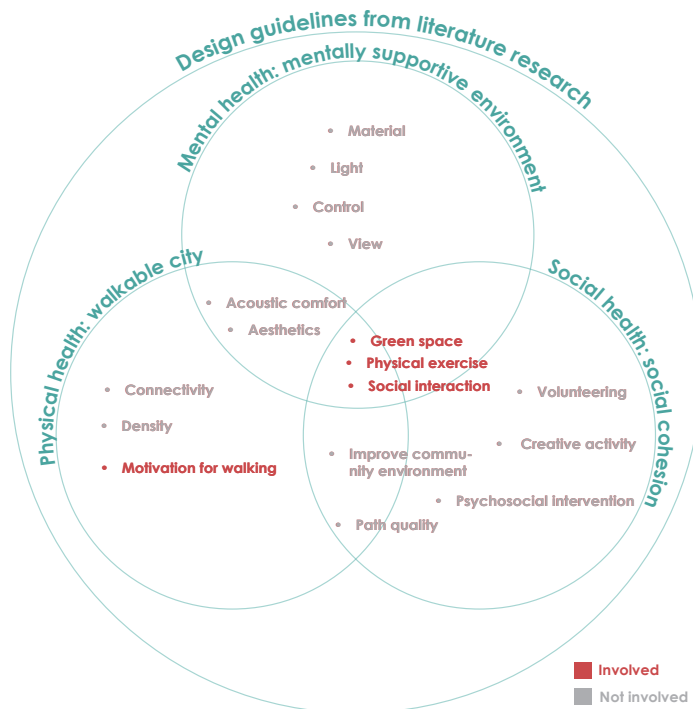 Design guidelines from literature research
Mental health: mentally supportive environment
• Material
• Light
• Control
• View
Physical health: walkable city
Social health: social cohesion
• Acoustic comfort
• Aesthetics
• Green space
• Physical exercise
• Social interaction
• Connectivity
• Density
• Motivation for walking
• Volunteering
• Creative activity
• Psychosocial intervention
• Improve commu-
nity environment
• Path quality
Involved
Not involved